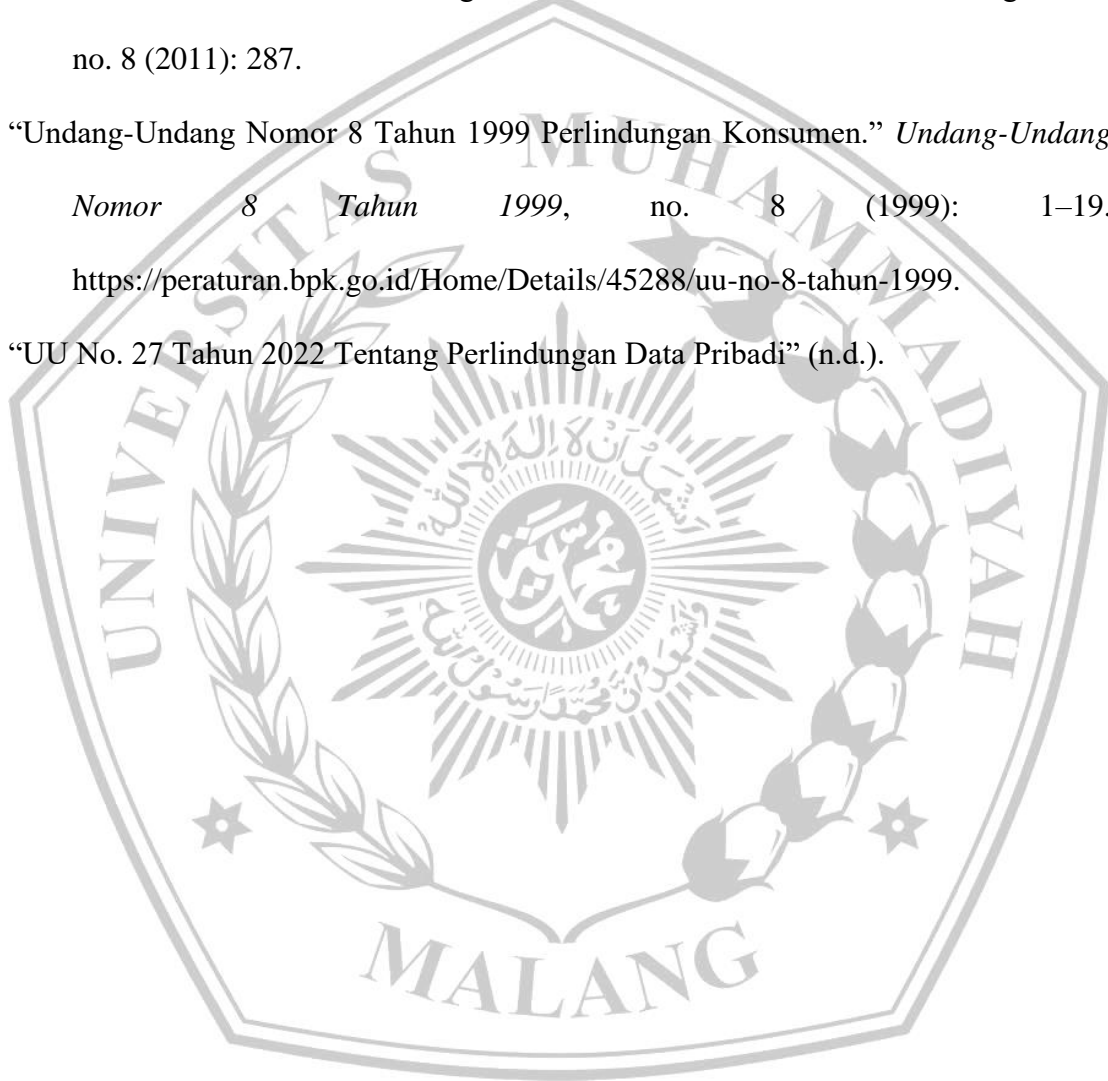 no. 8 (2011): 287.
“Undang-Undang Nomor 8 Tahun 1999 Perlindungan Konsumen.” Undang-Undang
Nomor 8 Tahun 1999, no. 8 (1999): 1–19.
https://peraturan.bpk.go.id/Home/Details/45288/uu-no-8-tahun-1999.
“UU No. 27 Tahun 2022 Tentang Perlindungan Data Pribadi” (n.d.).
UNIVERSITAS MUHAMMADIYAH
MALANG